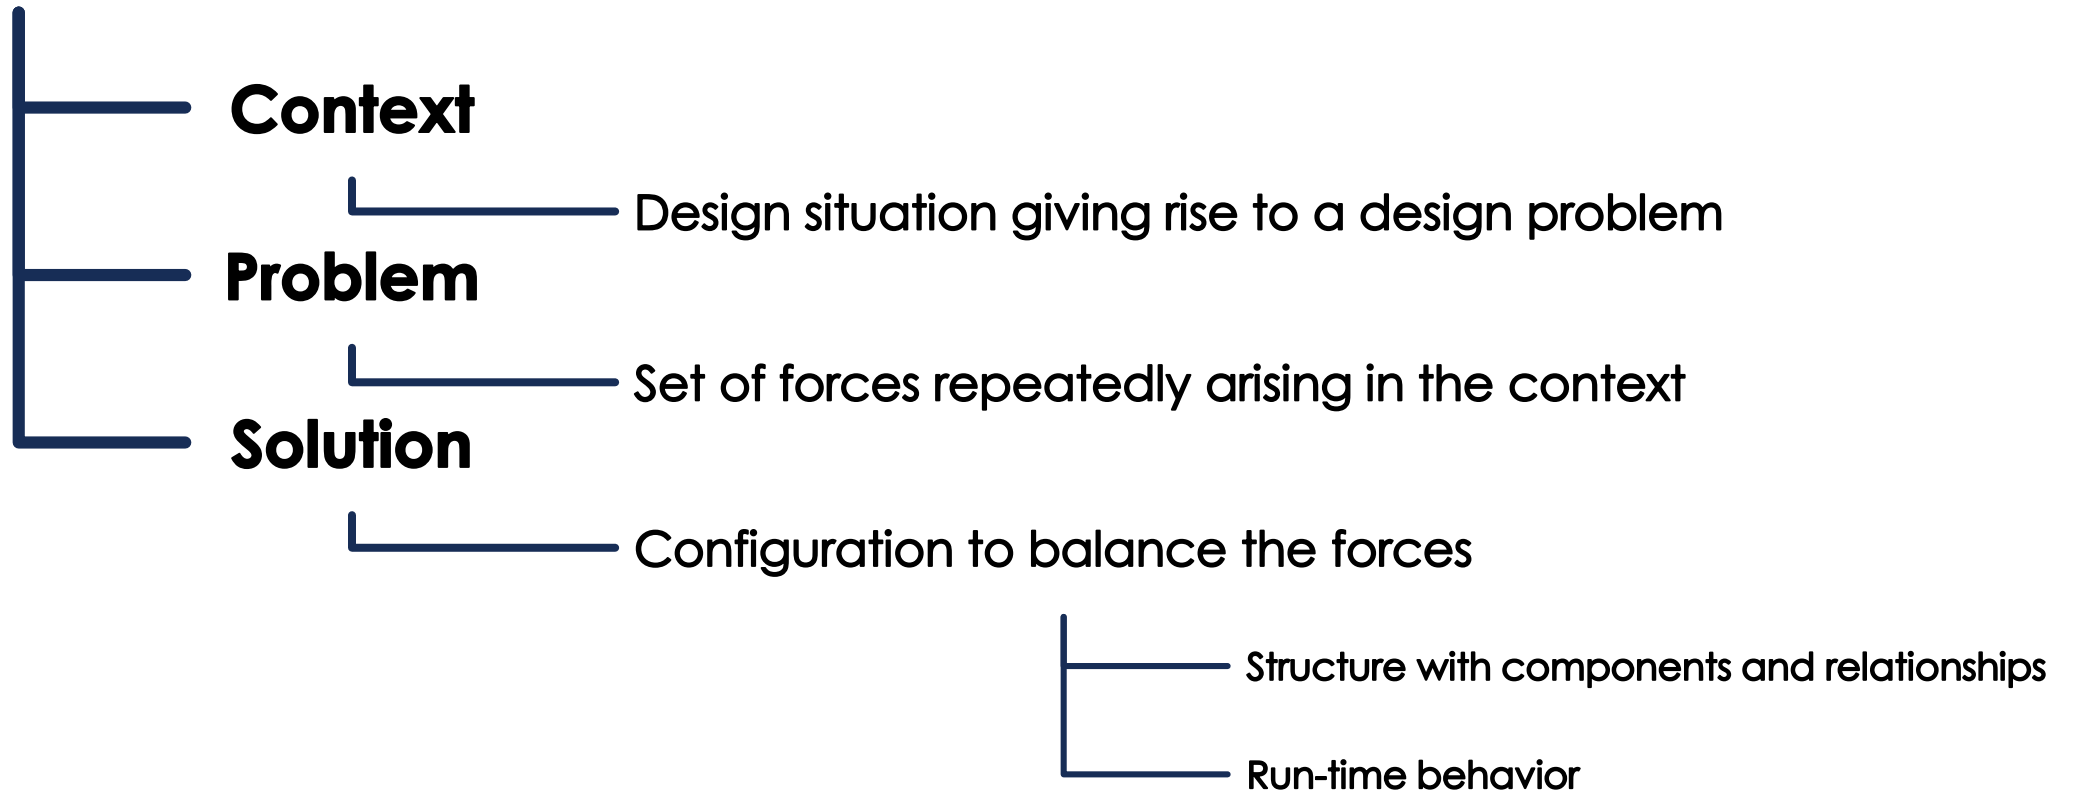 Context
Design situation giving rise to a design problem
Problem
Set of forces repeatedly arising in the context
Solution
Configuration to balance the forces
Structure with components and relationships
Run-time behavior